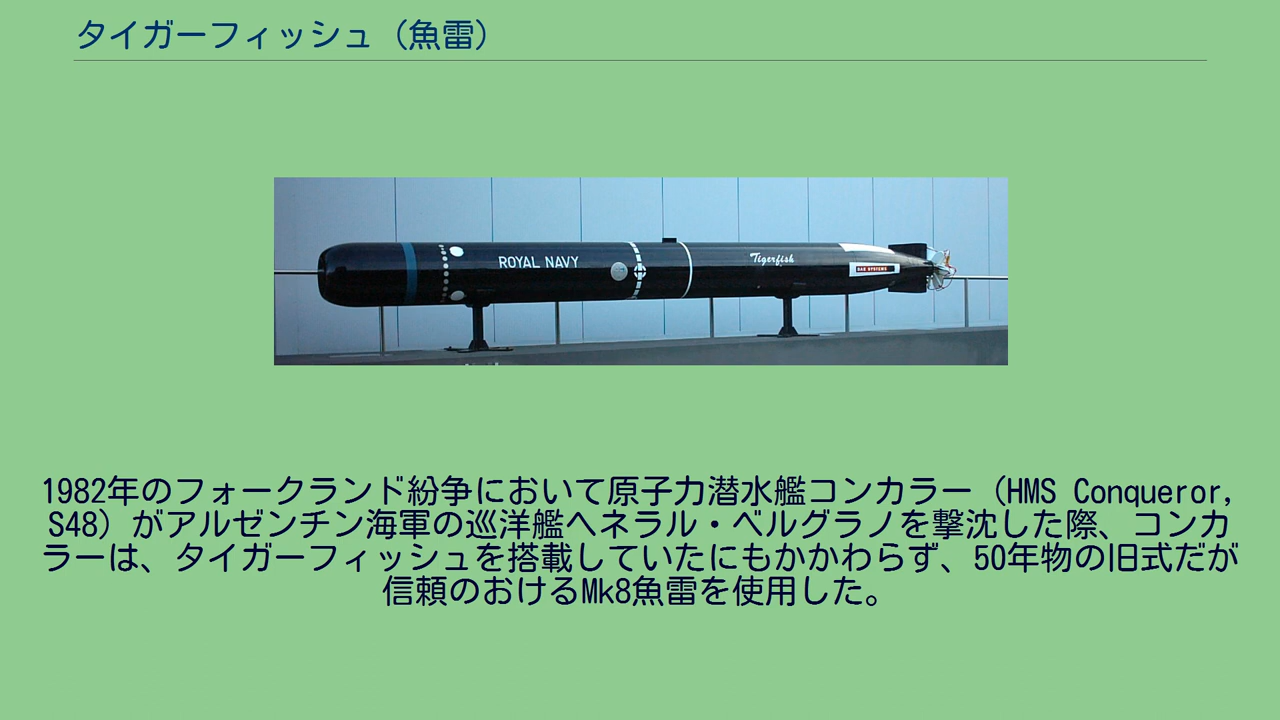 タイガーフィッシュ（魚雷）
ROYAL NAVY
Tigerfish
BAE SYSTEMS
1982年のフォークランド紛争において原子力潜水艦コンカラー（HMS Conqueror,
S48）がアルゼンチン海軍の巡洋艦ヘネラル・ベルグラノを撃沈した際、コンカ
ラーは、タイガーフィッシュを搭載していたにもかかわらず、50年物の旧式だが
信頼のおけるMk8魚雷を使用した。